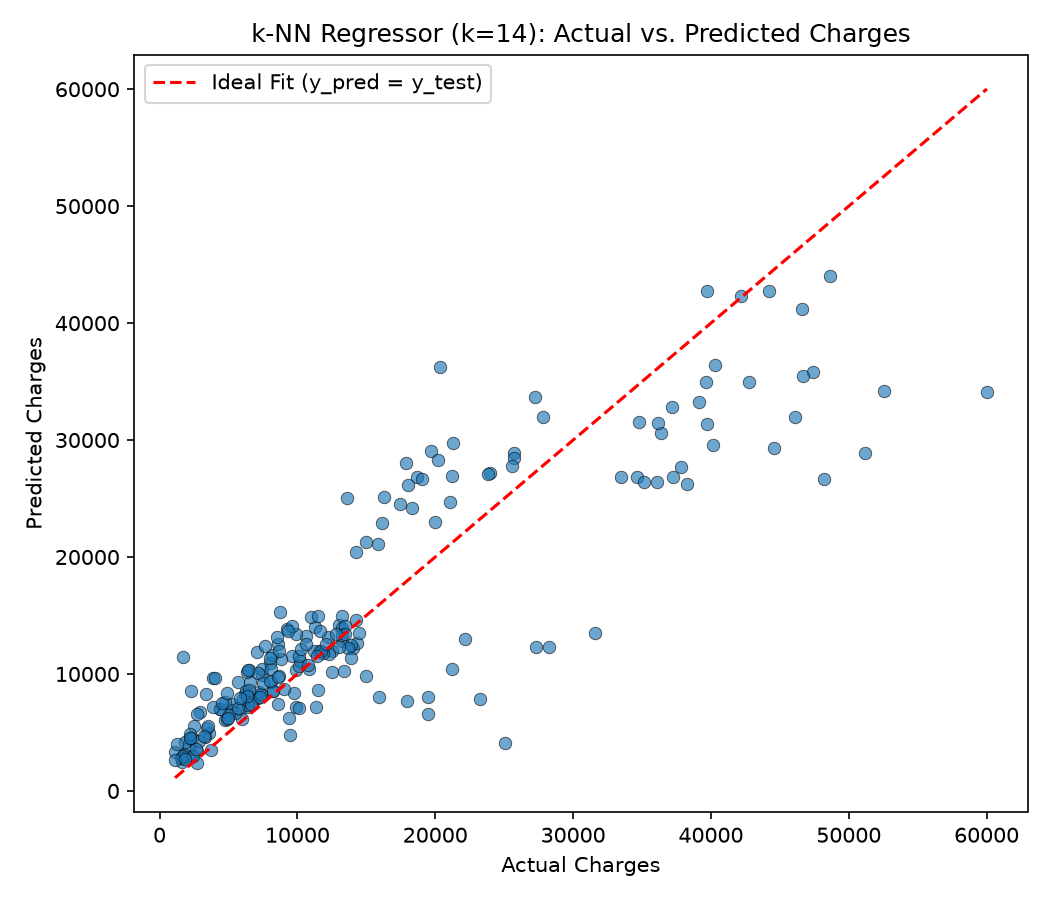 k-NN Regressor (k=14): Actual vs. Predicted Charges
Ideal Fit (y_pred = y_test)
Predicted Charges
60000
50000
40000
30000
20000
10000
0
0 10000 20000 30000 40000 50000 60000
Actual Charges